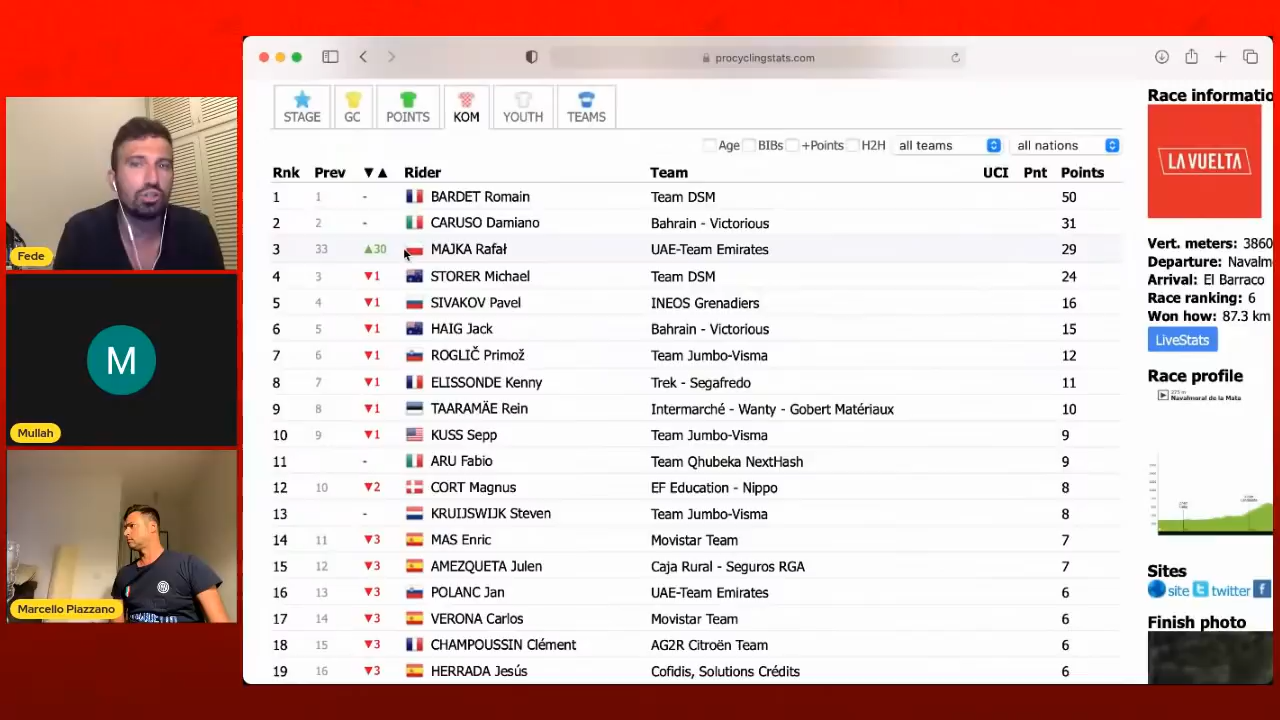 procyclingstats.com
STAGE GC POINTS KOM YOUTH TEAMS
Age BIBs +Points H2H all teams all nations
Rnk Prev ▼▲ Rider Team UCI Pnt Points
1 1 - BARDET Romain Team DSM 50
2 2 - CARUSO Damiano Bahrain - Victorious 31
3 33 ▲30 MAJKA Rafał UAE-Team Emirates 29
4 3 ▼1 STORER Michael Team DSM 24
5 4 ▼1 SIVAKOV Pavel INEOS Grenadiers 16
6 5 ▼1 HAIG Jack Bahrain - Victorious 15
7 6 ▼1 ROGLIČ Primož Team Jumbo-Visma 12
8 7 ▼1 ELISSONDE Kenny Trek - Segafredo 11
9 8 ▼1 TAARAMÄE Rein Intermarché - Wanty - Gobert Matériaux 10
10 9 ▼1 KUSS Sepp Team Jumbo-Visma 9
11 - ARU Fabio Team Qhubeka NextHash 9
12 10 ▼2 CORT Magnus EF Education - Nippo 8
13 - KRUIJSWIJK Steven Team Jumbo-Visma 8
14 11 ▼3 MAS Enric Movistar Team 7
15 12 ▼3 AMEZQUETA Julen Caja Rural - Seguros RGA 7
16 13 ▼3 POLANC Jan UAE-Team Emirates 6
17 14 ▼3 VERONA Carlos Movistar Team 6
18 15 ▼3 CHAMPOUSSIN Clément AG2R Citroën Team 6
19 16 ▼3 HERRADA Jesús Cofidis, Solutions Crédits 6
Race informatio
LA VUELTA
Vert. meters: 3860
Departure: Navalm
Arrival: El Barraco
Race ranking: 6
Won how: 87.3 km
LiveStats
Race profile
Navalmoral de la Mata
Sites
site twitter
Finish photo
Fede
M
Mullah
Marcello Piazzano